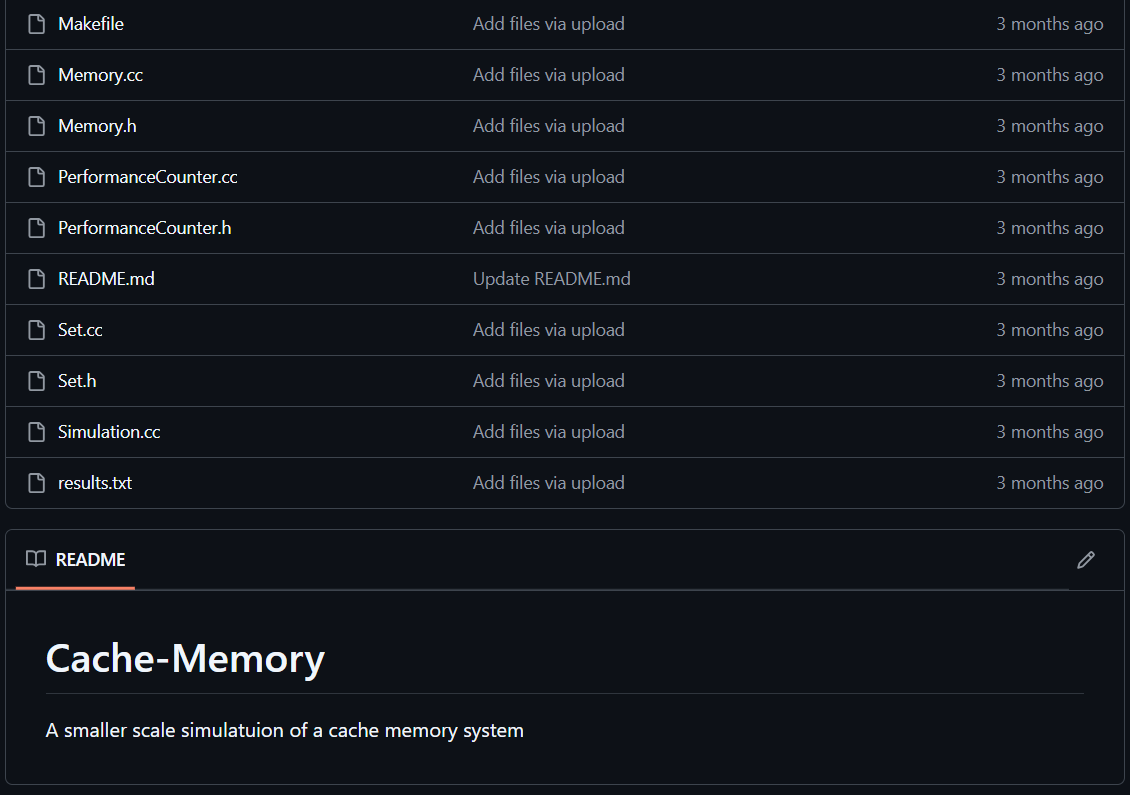 Makefile Add files via upload 3 months ago
Memory.cc Add files via upload 3 months ago
Memory.h Add files via upload 3 months ago
PerformanceCounter.cc Add files via upload 3 months ago
PerformanceCounter.h Add files via upload 3 months ago
README.md Update README.md 3 months ago
Set.cc Add files via upload 3 months ago
Set.h Add files via upload 3 months ago
Simulation.cc Add files via upload 3 months ago
results.txt Add files via upload 3 months ago
README
Cache-Memory
A smaller scale simulatuion of a cache memory system